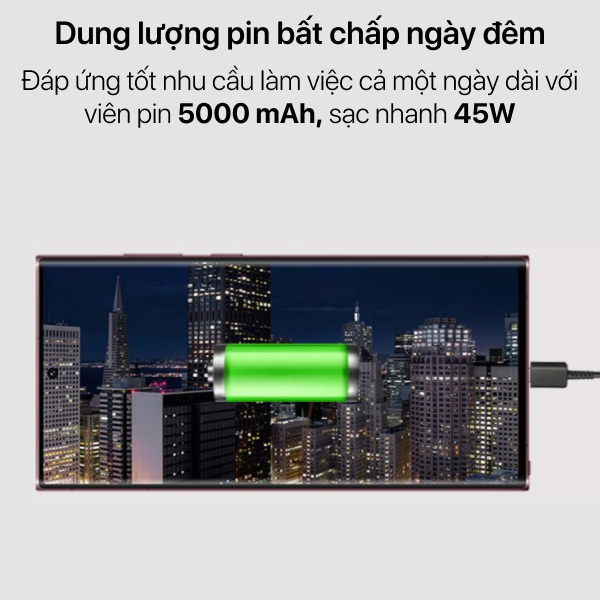 Dung lượng pin bất chấp ngày đêm
Đáp ứng tốt nhu cầu làm việc cả một ngày dài với
viên pin 5000 mAh, sạc nhanh 45W